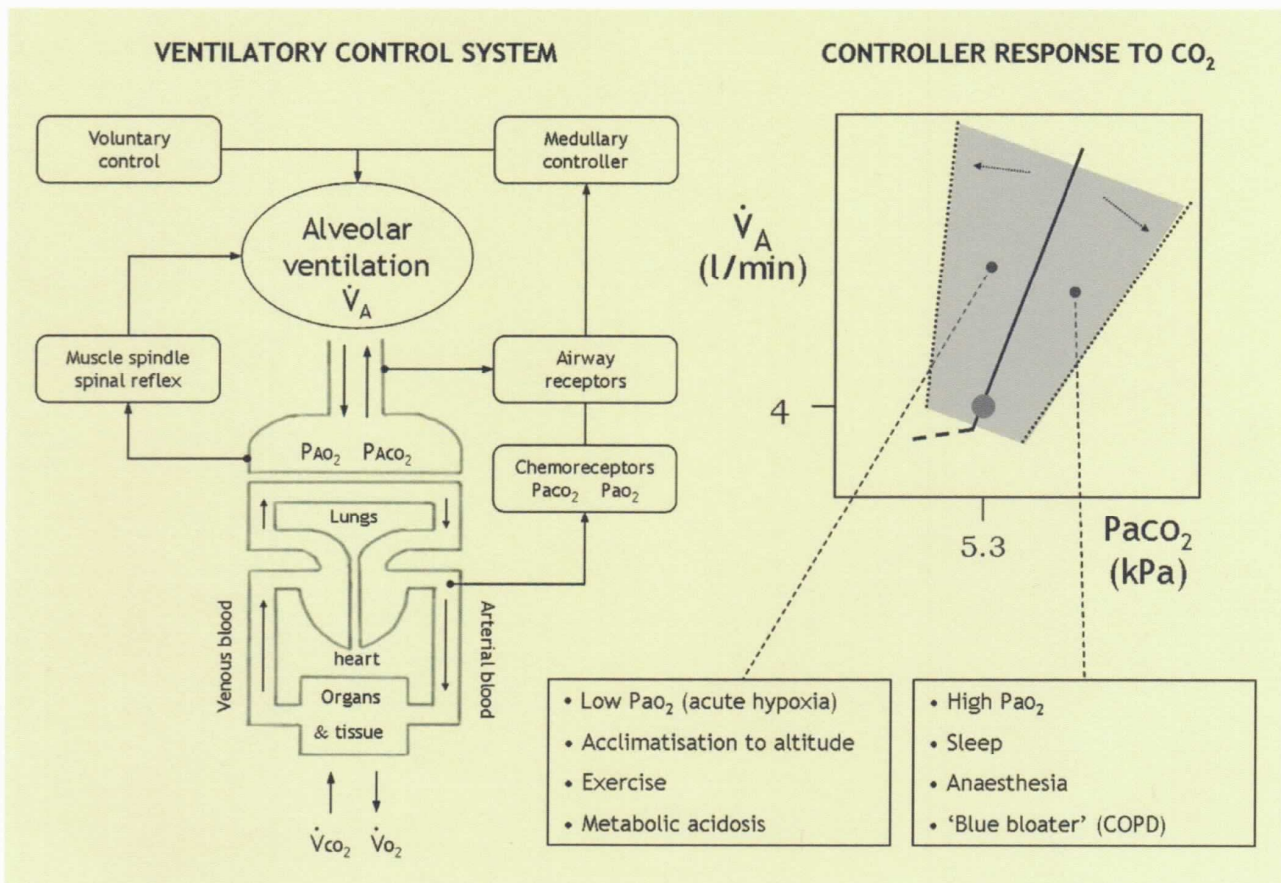 VENTILATORY CONTROL SYSTEM
Voluntary
control
Medullary
controller
Alveolar
ventilation
V̇A
Muscle spindle
spinal reflex
Airway
receptors
PAO₂ PACO₂
Chemoreceptors
Paco₂ Pao₂
Lungs
Venous blood
Arterial blood
heart
Organs
& tissue
V̇co₂ V̇o₂
CONTROLLER RESPONSE TO CO₂
V̇A
(l/min)
4
5.3
PaCO₂
(kPa)
• Low Pao₂ (acute hypoxia)
• Acclimatisation to altitude
• Exercise
• Metabolic acidosis
• High Pao₂
• Sleep
• Anaesthesia
• ‘Blue bloater’ (COPD)